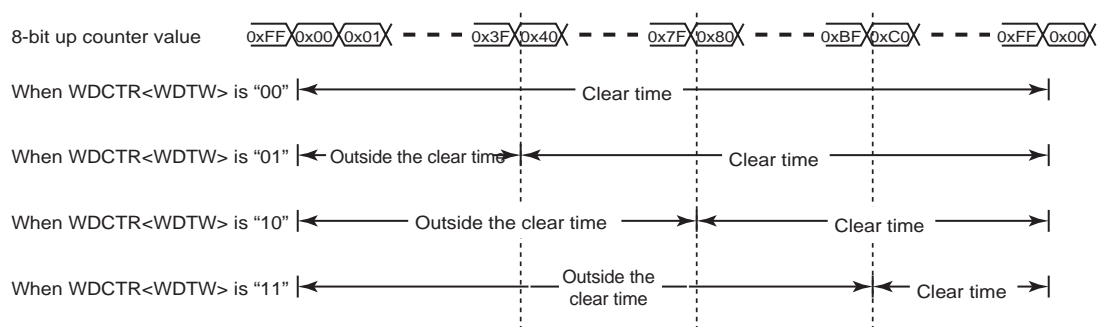 8-bit up counter value 0xFF 0x00 0x01 0x3F 0x40 0x7F 0x80 0xBF 0xC0 0xFF 0x00
When WDCTR<WDTW> is “00” Clear time
When WDCTR<WDTW> is “01” Outside the clear time Clear time
When WDCTR<WDTW> is “10” Outside the clear time Clear time
When WDCTR<WDTW> is “11” Outside the clear time Clear time